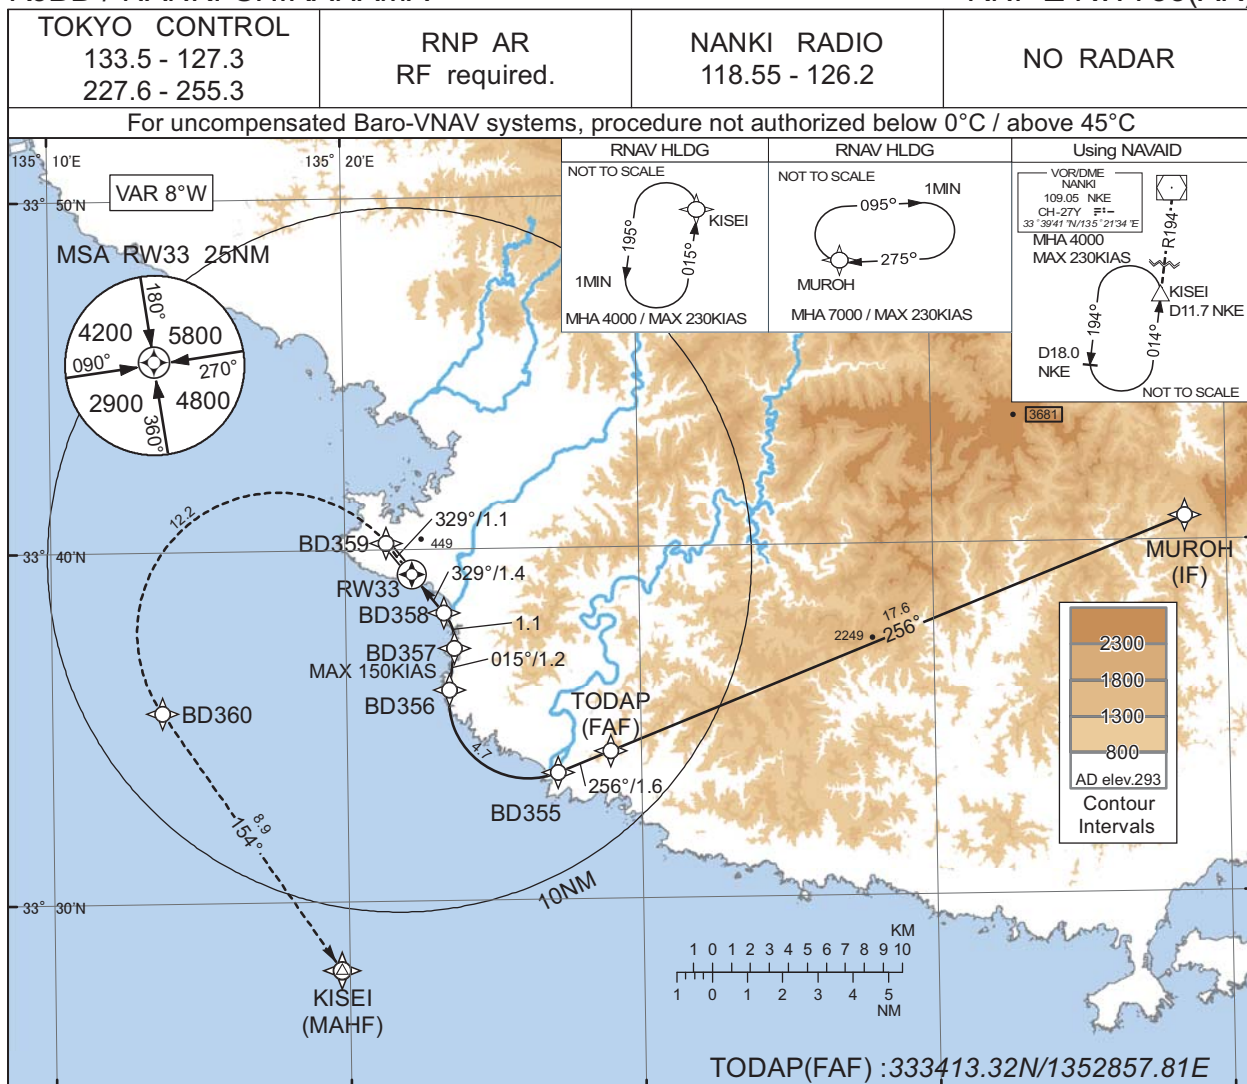 TOKYO CONTROL
133.5 - 127.3
227.6 - 255.3
RNP AR
RF required.
NANKI RADIO
118.55 - 126.2
NO RADAR
For uncompensated Baro-VNAV systems, procedure not authorized below 0°C / above 45°C
135° 10'E
135° 20'E
33° 50'N
VAR 8°W
MSA RW33 25NM
180°
4200
5800
090°
270°
2900
4800
360°
RNAV HLDG
NOT TO SCALE
195°
015°
KISEI
1MIN
MHA 4000 / MAX 230KIAS
RNAV HLDG
NOT TO SCALE
1MIN
095°
275°
MUROH
MHA 7000 / MAX 230KIAS
Using NAVAID
VOR/DME
NANKI
109.05 NKE
CH-27Y
33°39'41"N/135°21'34"E
R194
MHA 4000
MAX 230KIAS
KISEI
D11.7 NKE
194°
014°
D18.0
NKE
NOT TO SCALE
3681
12.2
329°/1.1
BD359
449
33° 40'N
MUROH
(IF)
329°/1.4
RW33
BD358
1.1
17.6
256°
2249
BD357
MAX 150KIAS
015°/1.2
BD356
TODAP
(FAF)
BD360
4.7
256°/1.6
BD355
2300
1800
1300
800
AD elev.293
Contour
Intervals
8.9
154°
10NM
33° 30'N
KM
1 0 1 2 3 4 5 6 7 8 9 10
1 0 1 2 3 4 5
NM
KISEI
(MAHF)
TODAP(FAF) :333413.32N/1352857.81E